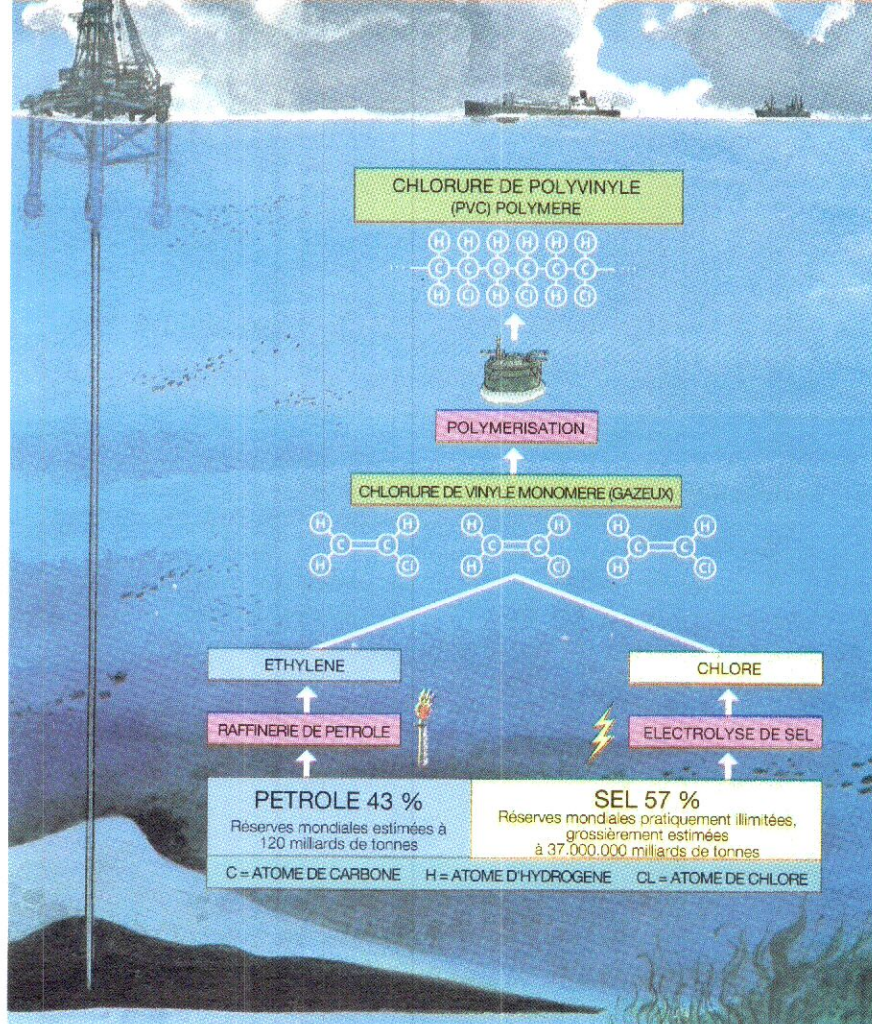 CHLORURE DE POLYVINYLE
(PVC) POLYMERE
H H H H H H
C C C C C C
H Cl H Cl H Cl
POLYMERISATION
CHLORURE DE VINYLE MONOMERE (GAZEUX)
H H H H H H
C C C C C C
H Cl H Cl H Cl
ETHYLENE
CHLORE
RAFFINERIE DE PETROLE
ELECTROLYSE DE SEL
PETROLE 43 %
Réserves mondiales estimées à
120 milliards de tonnes
SEL 57 %
Réserves mondiales pratiquement illimitées,
grossièrement estimées
à 37.000.000 milliards de tonnes
C = ATOME DE CARBONE H = ATOME D'HYDROGENE CL = ATOME DE CHLORE